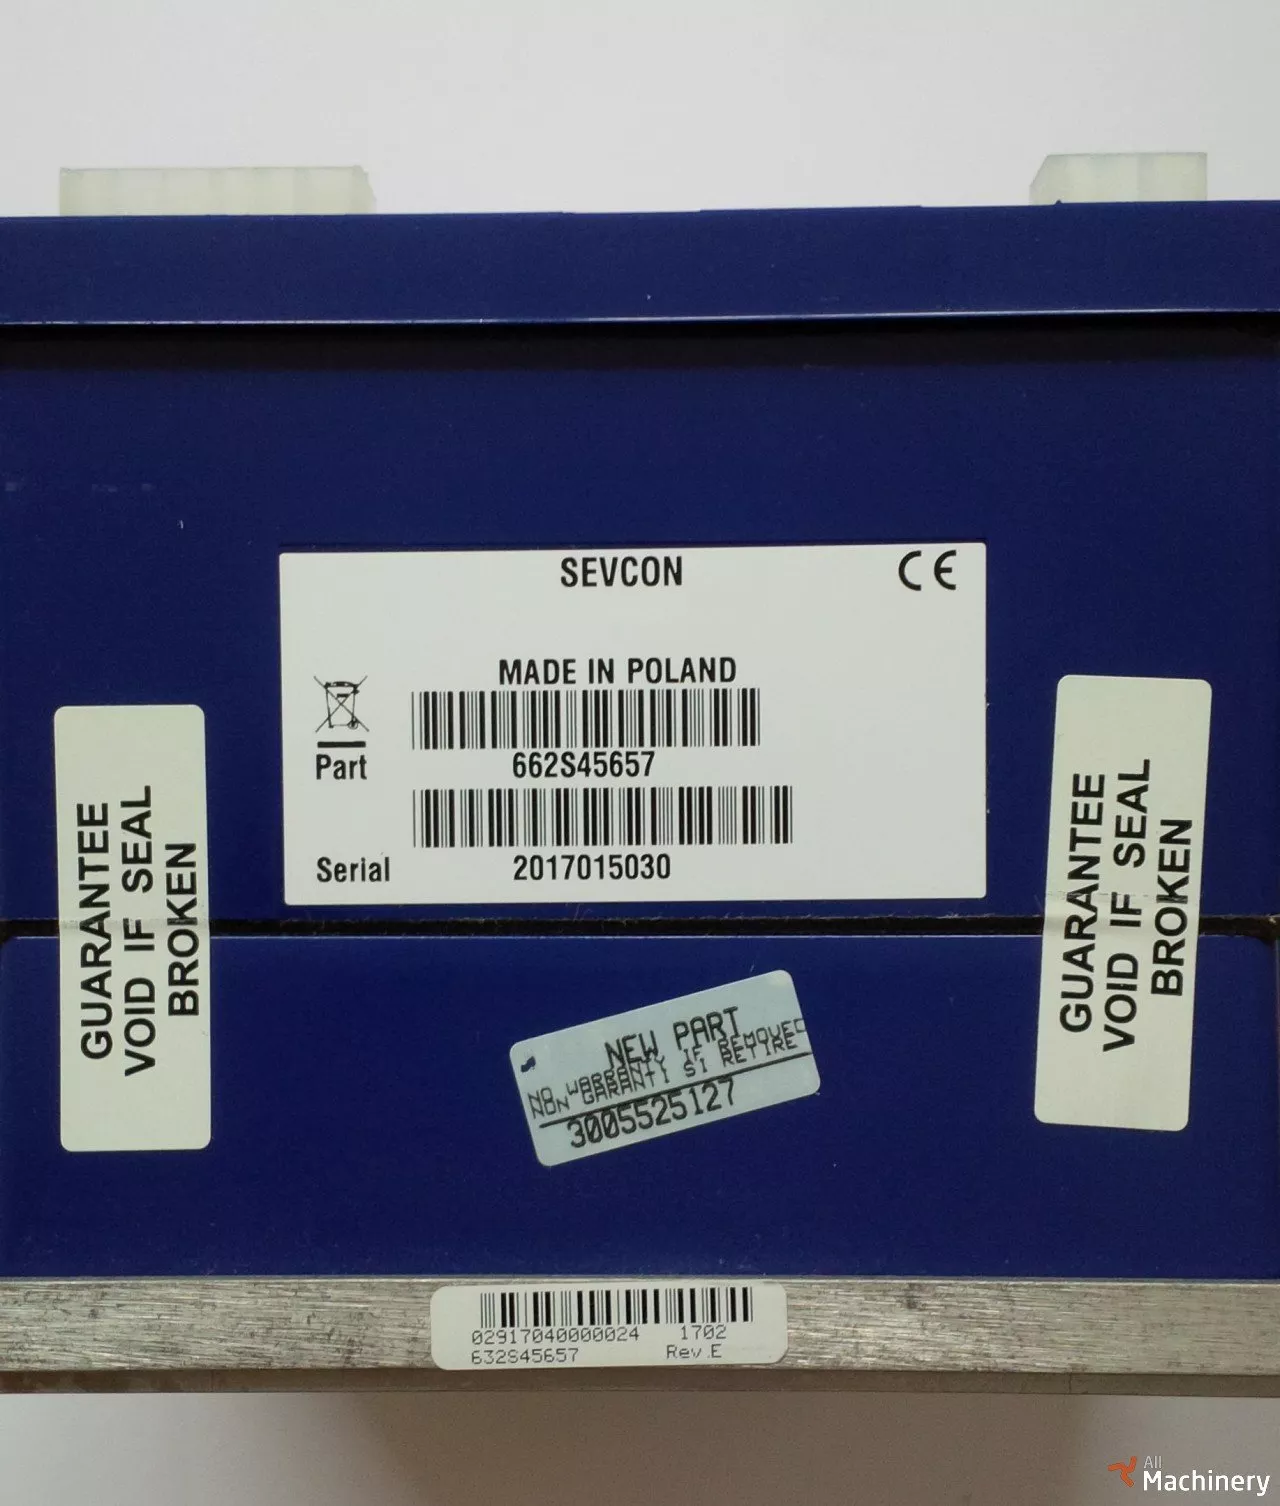 SEVCON
CE
MADE IN POLAND
Part
662S45657
Serial
2017015030
GUARANTEE
VOID IF SEAL
BROKEN
GUARANTEE
VOID IF SEAL
BROKEN
NEW PART
NO WARRANTY IF REMOVED
NON GARANTI SI RETIRE
3005525127
02917040000024 1702
632S45657 Rev.E
All
Machinery